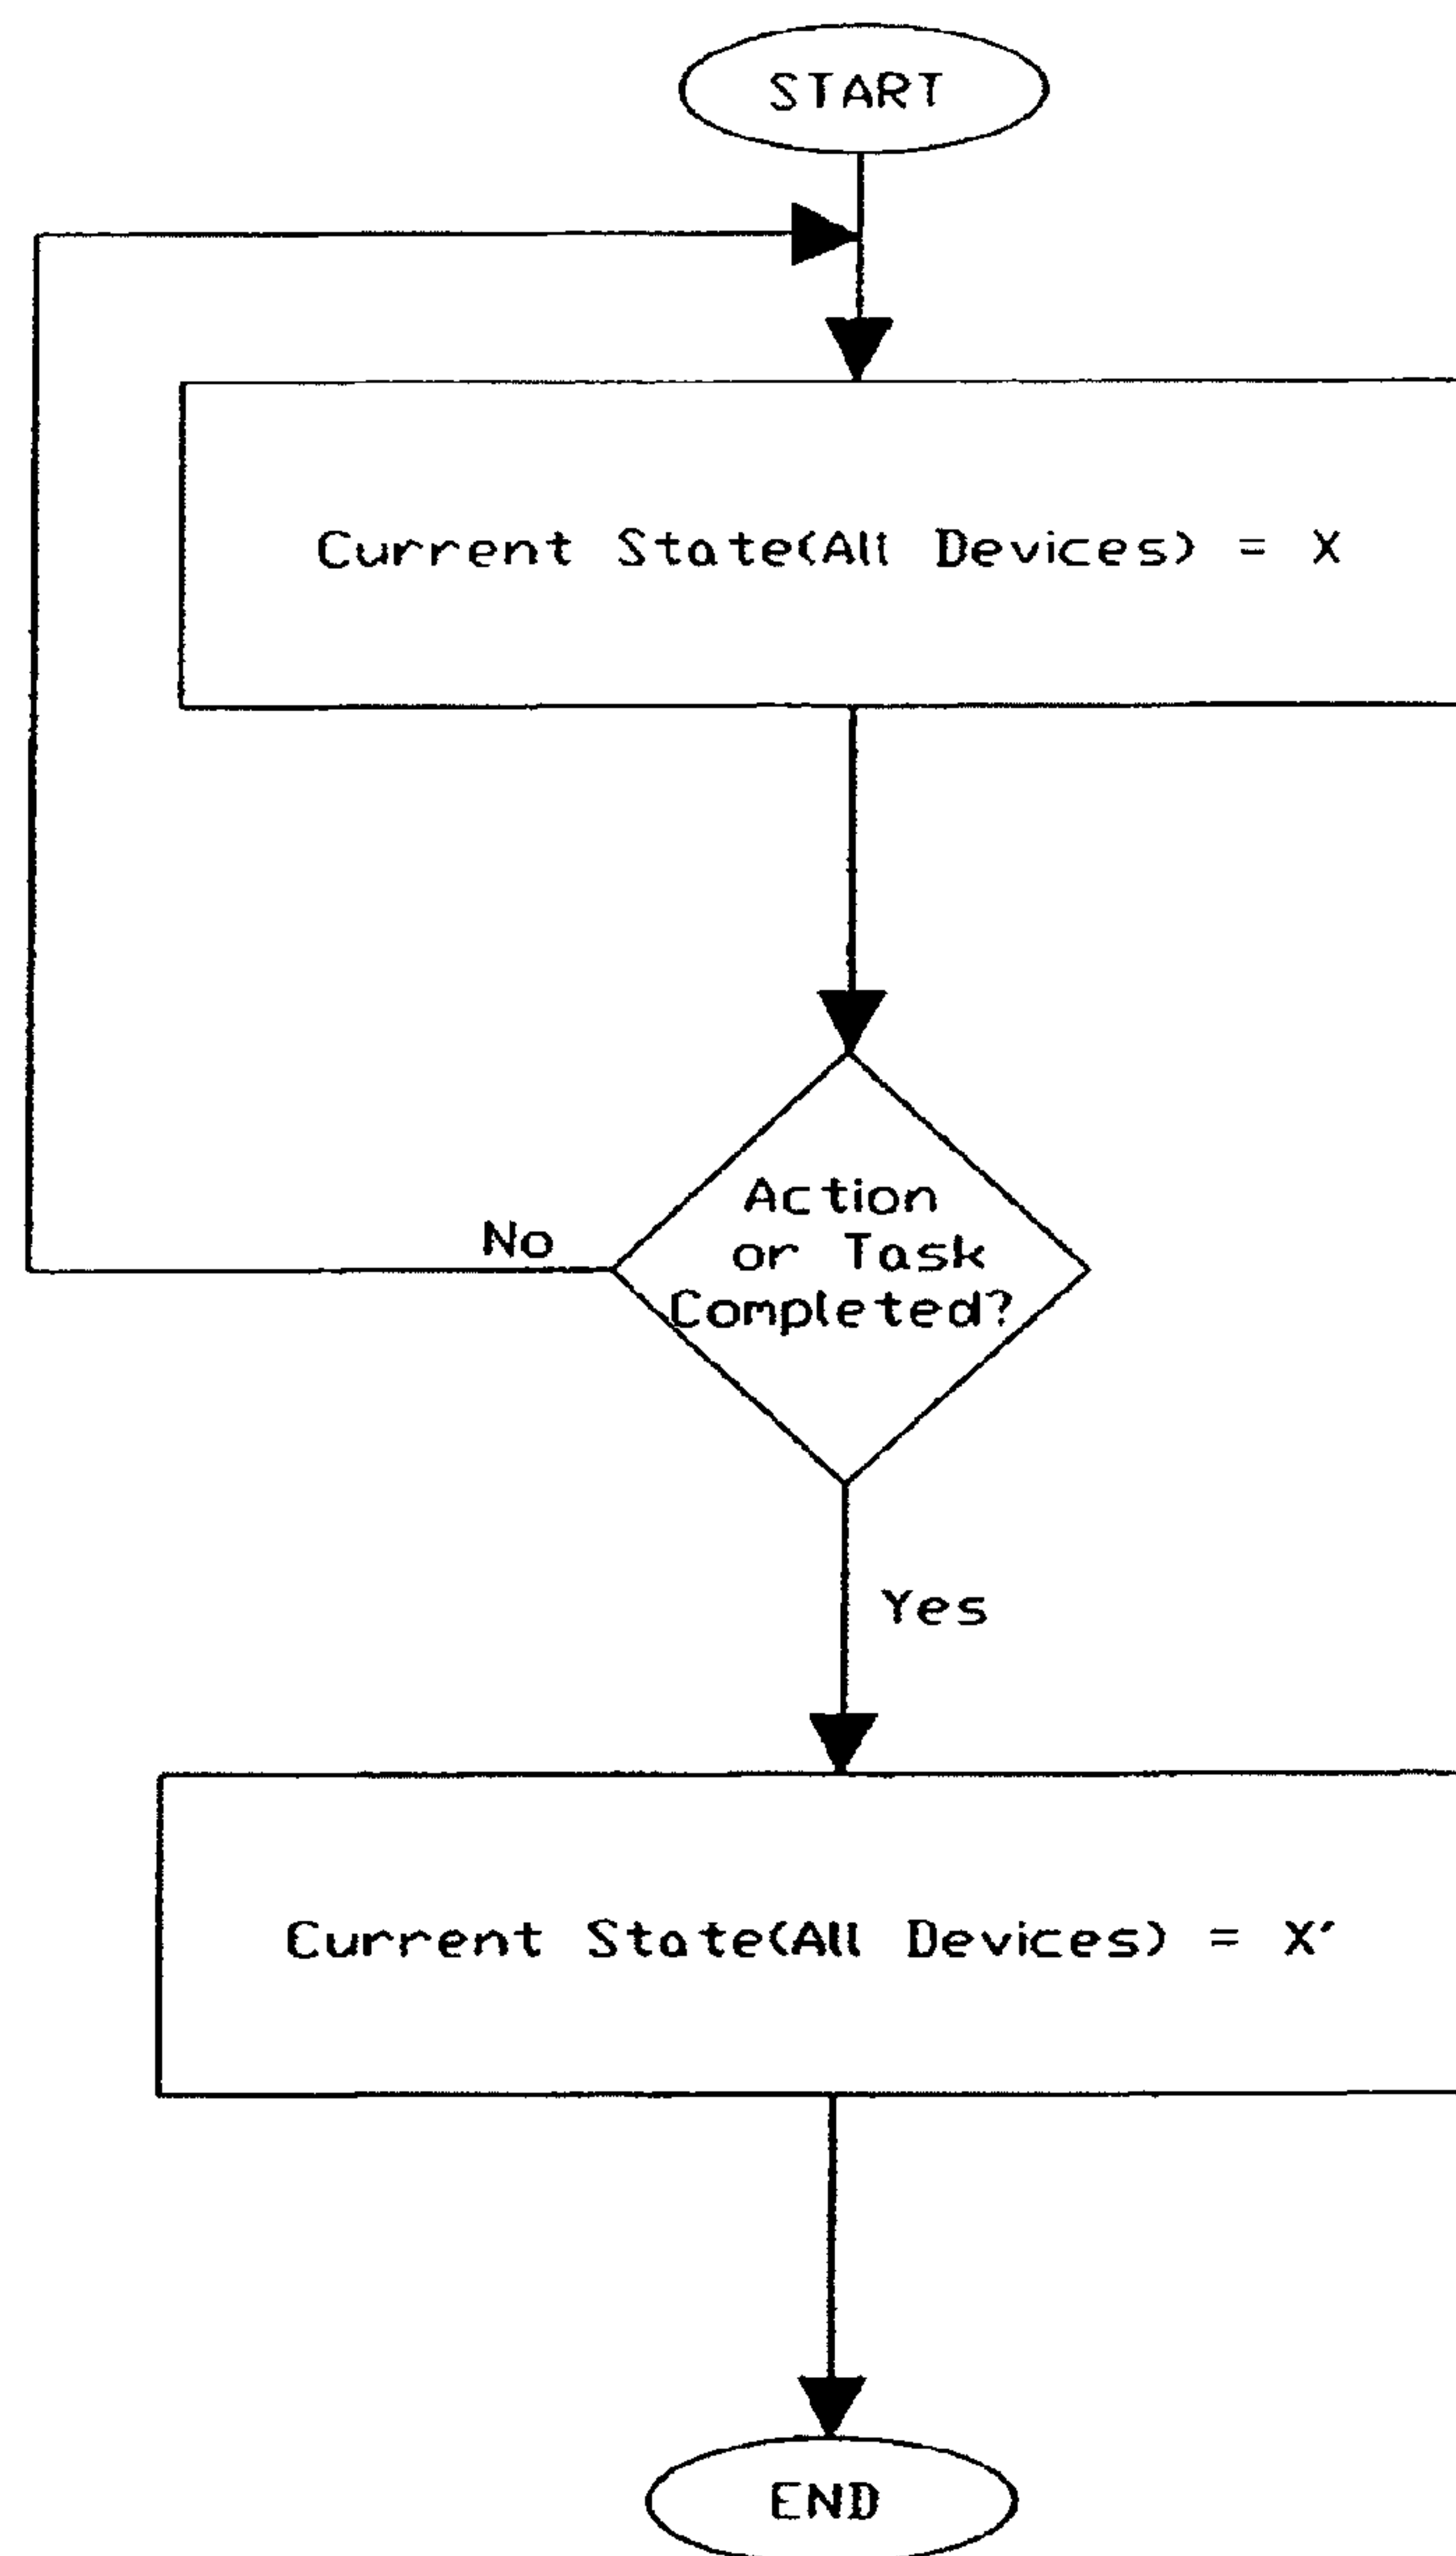 START
Current State(All Devices) = X
Action
or Task
Completed?
No
Yes
Current State(All Devices) = X'
END